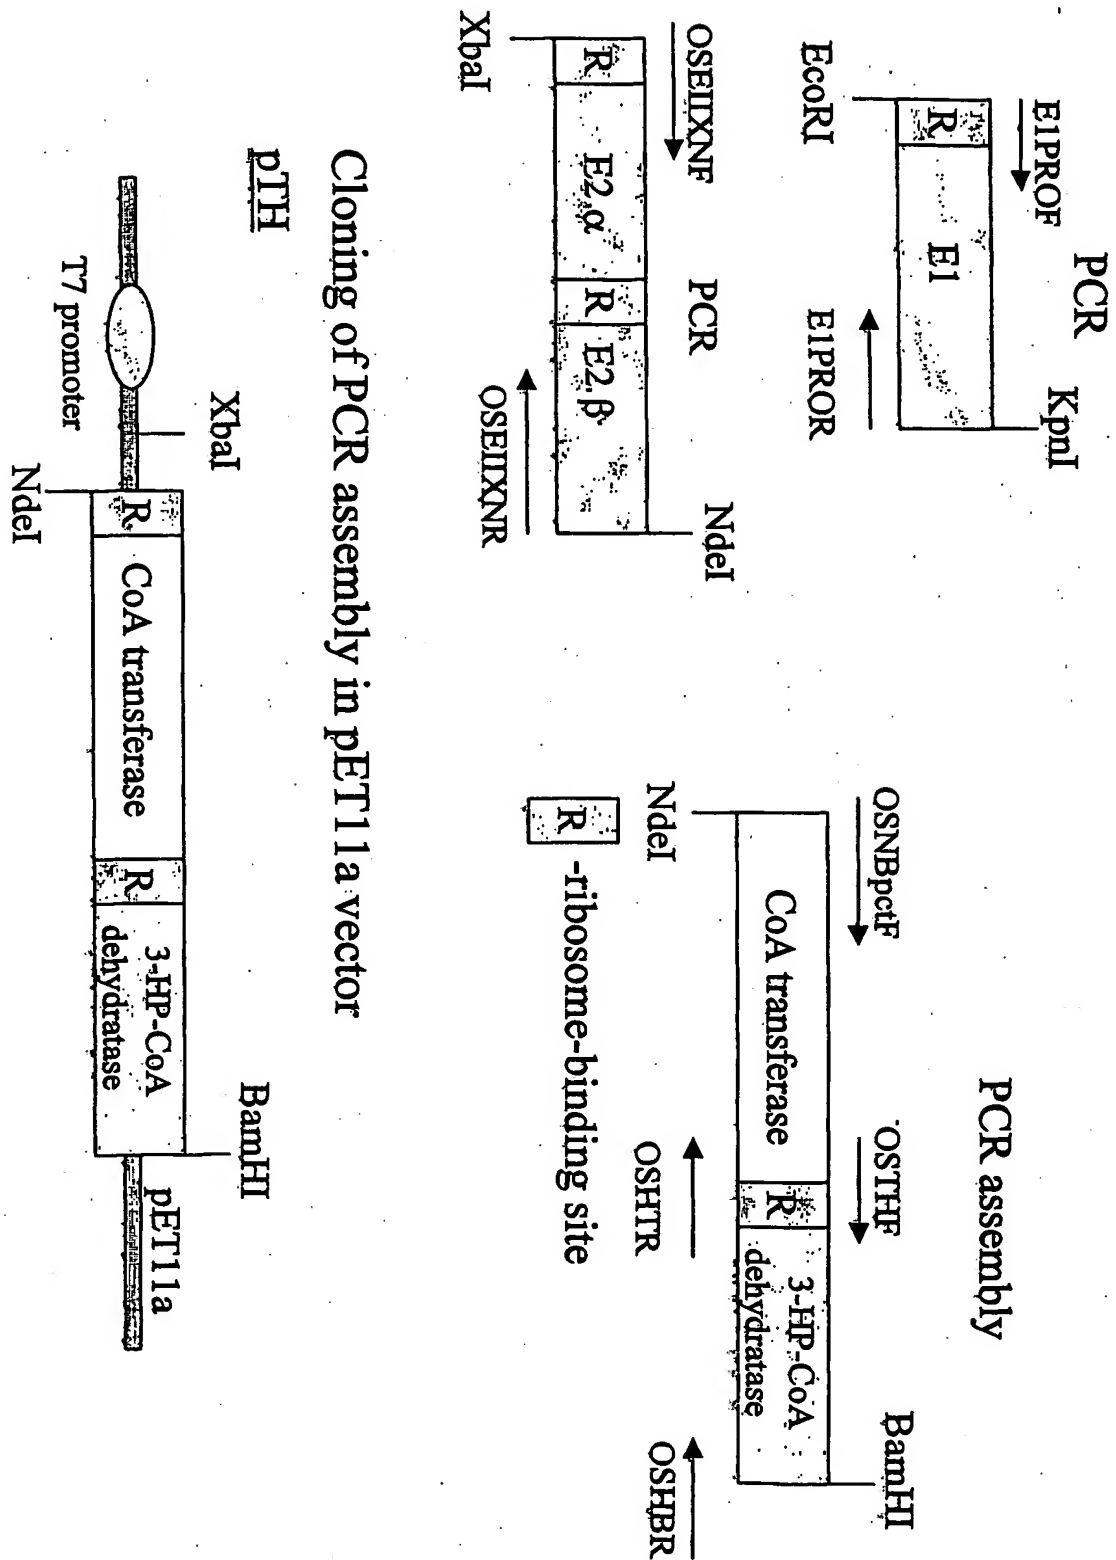 PCR
E1PROF
EcoRI
R
E1
KpnI
E1PROR
OSEIIXNF
PCR
XbaI
R
E2 α
R
E2 β
NdeI
OSEIIXNR
PCR assembly
OSNBpctF
OSTHF
BamHI
CoA transferase
R
3-HP-CoA
dehydratase
NdeI
OSHTR
OSHBR
R
-ribosome-binding site
Cloning of PCR assembly in pET11a vector
pTH
XbaI
BamHI
T7 promoter
R
CoA transferase
R
3-HP-CoA
dehydratase
pET11a
NdeI